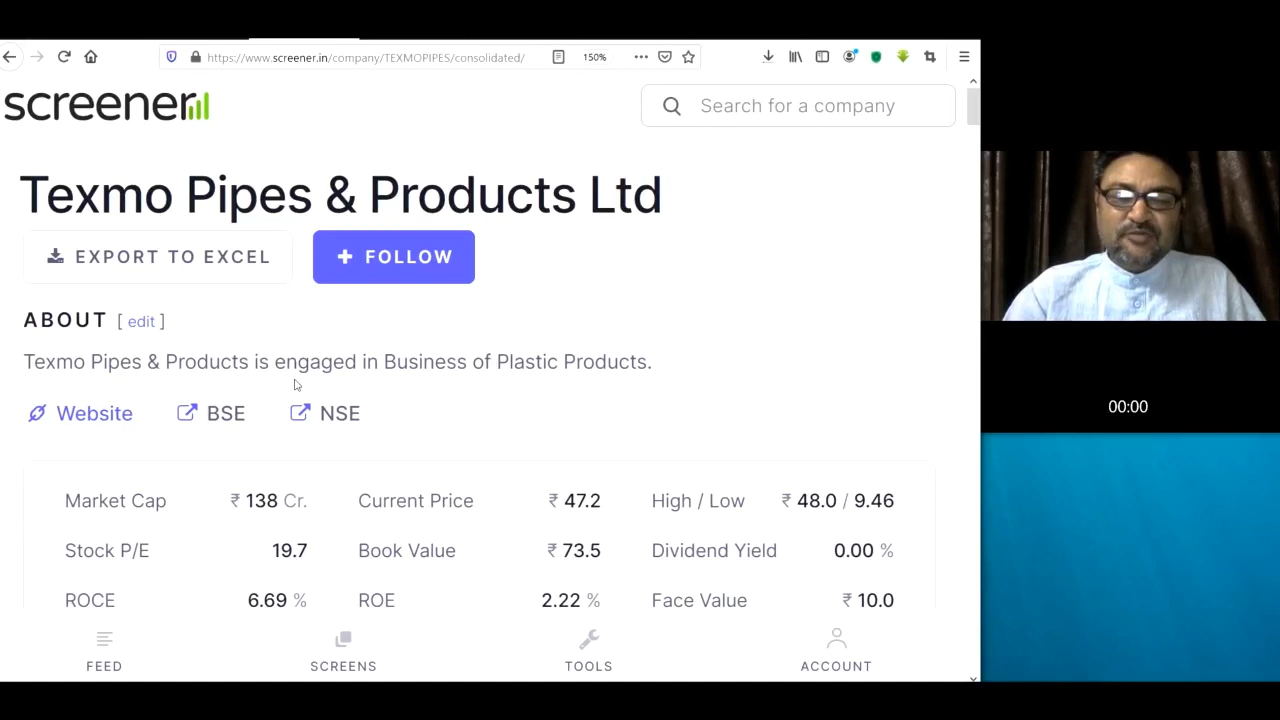 https://www.screener.in/company/TEXMOPIPES/consolidated/
150%
screener
Search for a company
Texmo Pipes & Products Ltd
EXPORT TO EXCEL
+ FOLLOW
ABOUT [ edit ]
Texmo Pipes & Products is engaged in Business of Plastic Products.
Website BSE NSE
Market Cap ₹ 138 Cr. Current Price ₹ 47.2 High / Low ₹ 48.0 / 9.46
Stock P/E 19.7 Book Value ₹ 73.5 Dividend Yield 0.00 %
ROCE 6.69 % ROE 2.22 % Face Value ₹ 10.0
FEED SCREENS TOOLS ACCOUNT
00:00